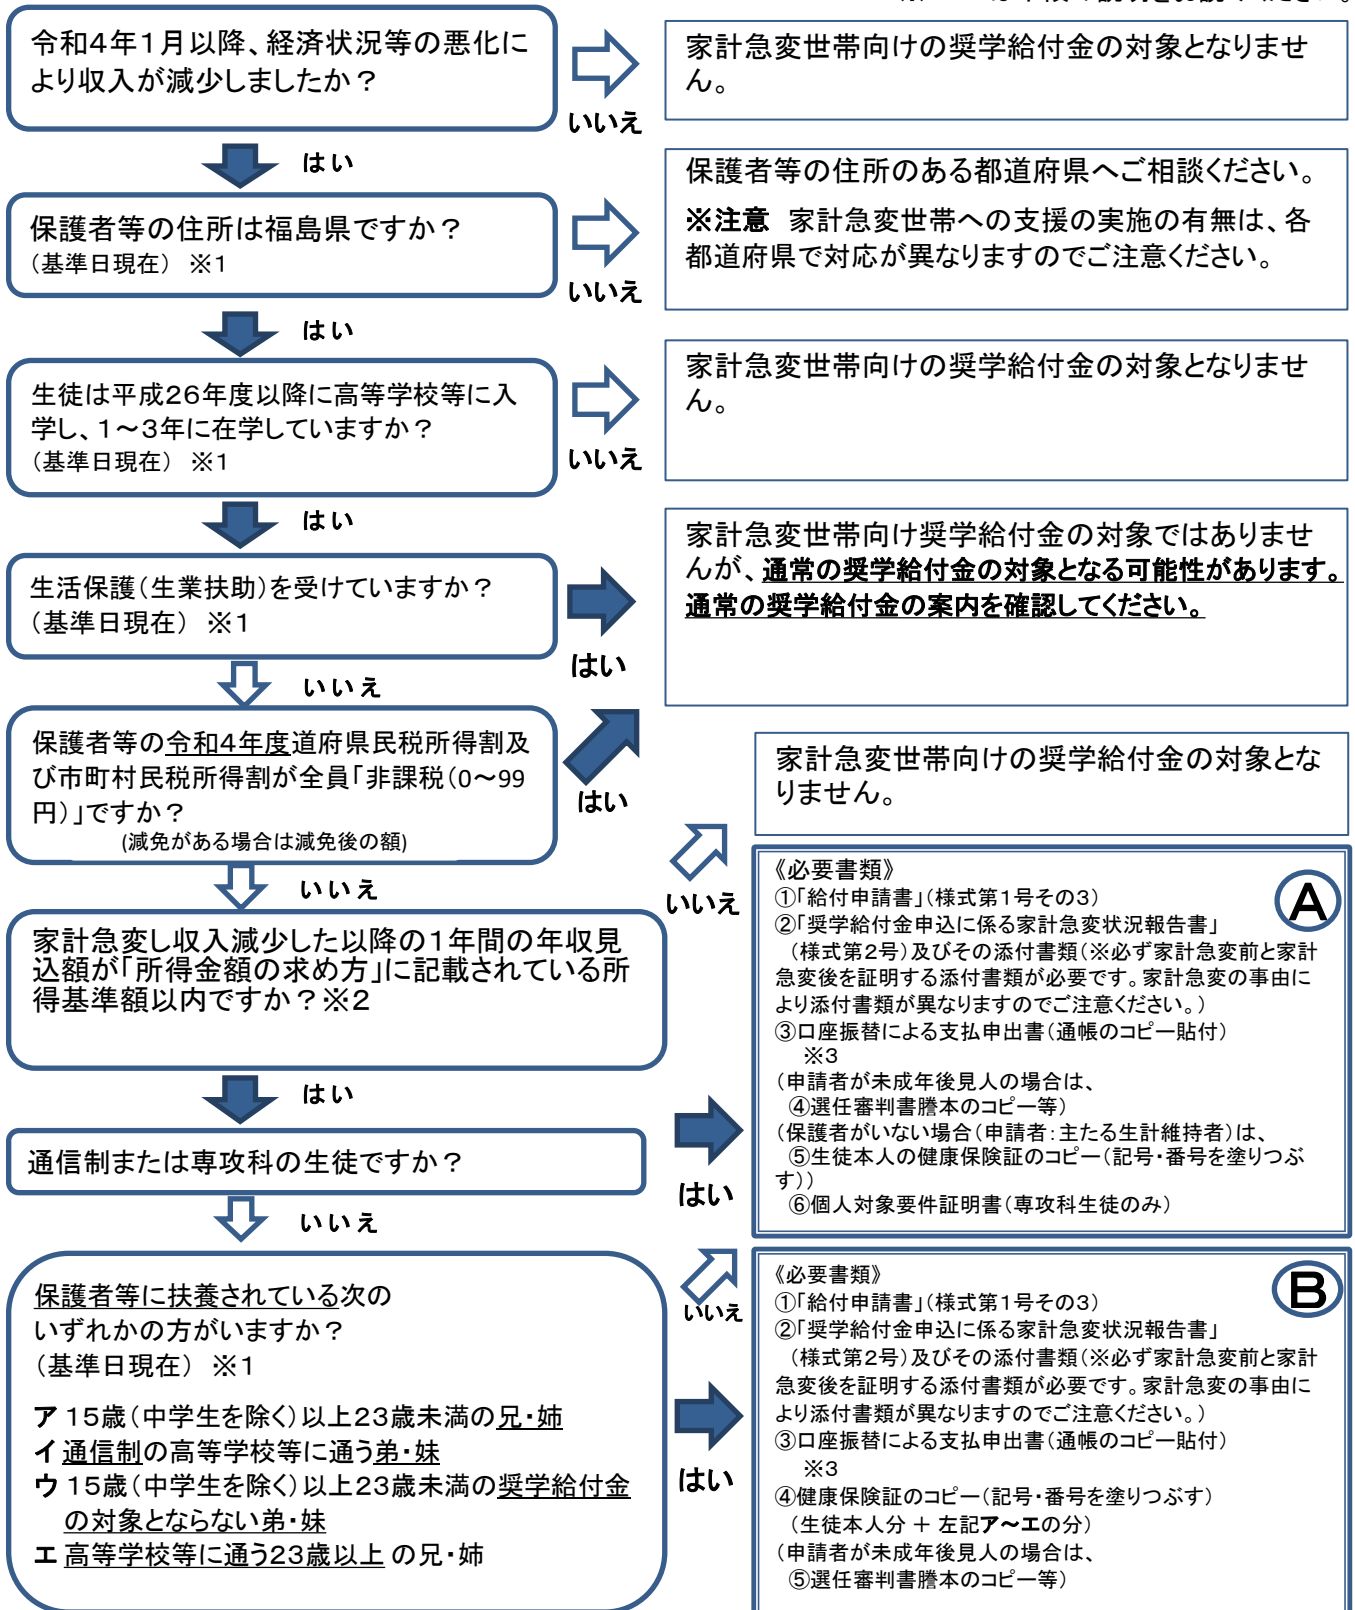 令和4年1月以降、経済状況等の悪化に
より収入が減少しましたか？
いいえ
家計急変世帯向けの奨学給付金の対象となりませ
ん。
はい
保護者等の住所は福島県ですか？
（基準日現在） ※1
いいえ
保護者等の住所のある都道府県へご相談ください。
※注意 家計急変世帯への支援の実施の有無は、各
都道府県で対応が異なりますのでご注意ください。
はい
生徒は平成26年度以降に高等学校等に入
学し、1～3年に在学していますか？
（基準日現在） ※1
いいえ
家計急変世帯向けの奨学給付金の対象となりませ
ん。
はい
生活保護（生業扶助）を受けていますか？
（基準日現在） ※1
はい
家計急変世帯向け奨学給付金の対象ではありませ
んが、通常の奨学給付金の対象となる可能性があります。
通常の奨学給付金の案内を確認してください。
いいえ
保護者等の令和4年度道府県民税所得割及
び市町村民税所得割が全員「非課税（0～99
円）」ですか？
(減免がある場合は減免後の額)
はい
いいえ
家計急変し収入減少した以降の1年間の年収見
込額が「所得金額の求め方」に記載されている所
得基準額以内ですか？※2
いいえ
家計急変世帯向けの奨学給付金の対象とな
りません。
はい
通信制または専攻科の生徒ですか？
はい
A
《必要書類》
①「給付申請書」（様式第1号その3）
②「奨学給付金申込に係る家計急変状況報告書」
（様式第2号）及びその添付書類（※必ず家計急変前と家計
急変後を証明する添付書類が必要です。家計急変の事由に
より添付書類が異なりますのでご注意ください。）
③口座振替による支払申出書（通帳のコピー貼付）
※3
（申請者が未成年後見人の場合は、
④選任審判書謄本のコピー等）
（保護者がいない場合（申請者：主たる生計維持者）は、
⑤生徒本人の健康保険証のコピー（記号・番号を塗りつぶ
す））
⑥個人対象要件証明書（専攻科生徒のみ）
いいえ
保護者等に扶養されている次の
いずれかの方がいますか？
（基準日現在） ※1
ア 15歳（中学生を除く）以上23歳未満の兄・姉
イ 通信制の高等学校等に通う弟・妹
ウ 15歳（中学生を除く）以上23歳未満の奨学給付金
の対象とならない弟・妹
エ 高等学校等に通う23歳以上 の兄・姉
いいえ
はい
B
《必要書類》
①「給付申請書」（様式第1号その3）
②「奨学給付金申込に係る家計急変状況報告書」
（様式第2号）及びその添付書類（※必ず家計急変前と家計
急変後を証明する添付書類が必要です。家計急変の事由に
より添付書類が異なりますのでご注意ください。）
③口座振替による支払申出書（通帳のコピー貼付）
※3
④健康保険証のコピー（記号・番号を塗りつぶす）
（生徒本人分 ＋ 左記ア～エの分）
（申請者が未成年後見人の場合は、
⑤選任審判書謄本のコピー等）